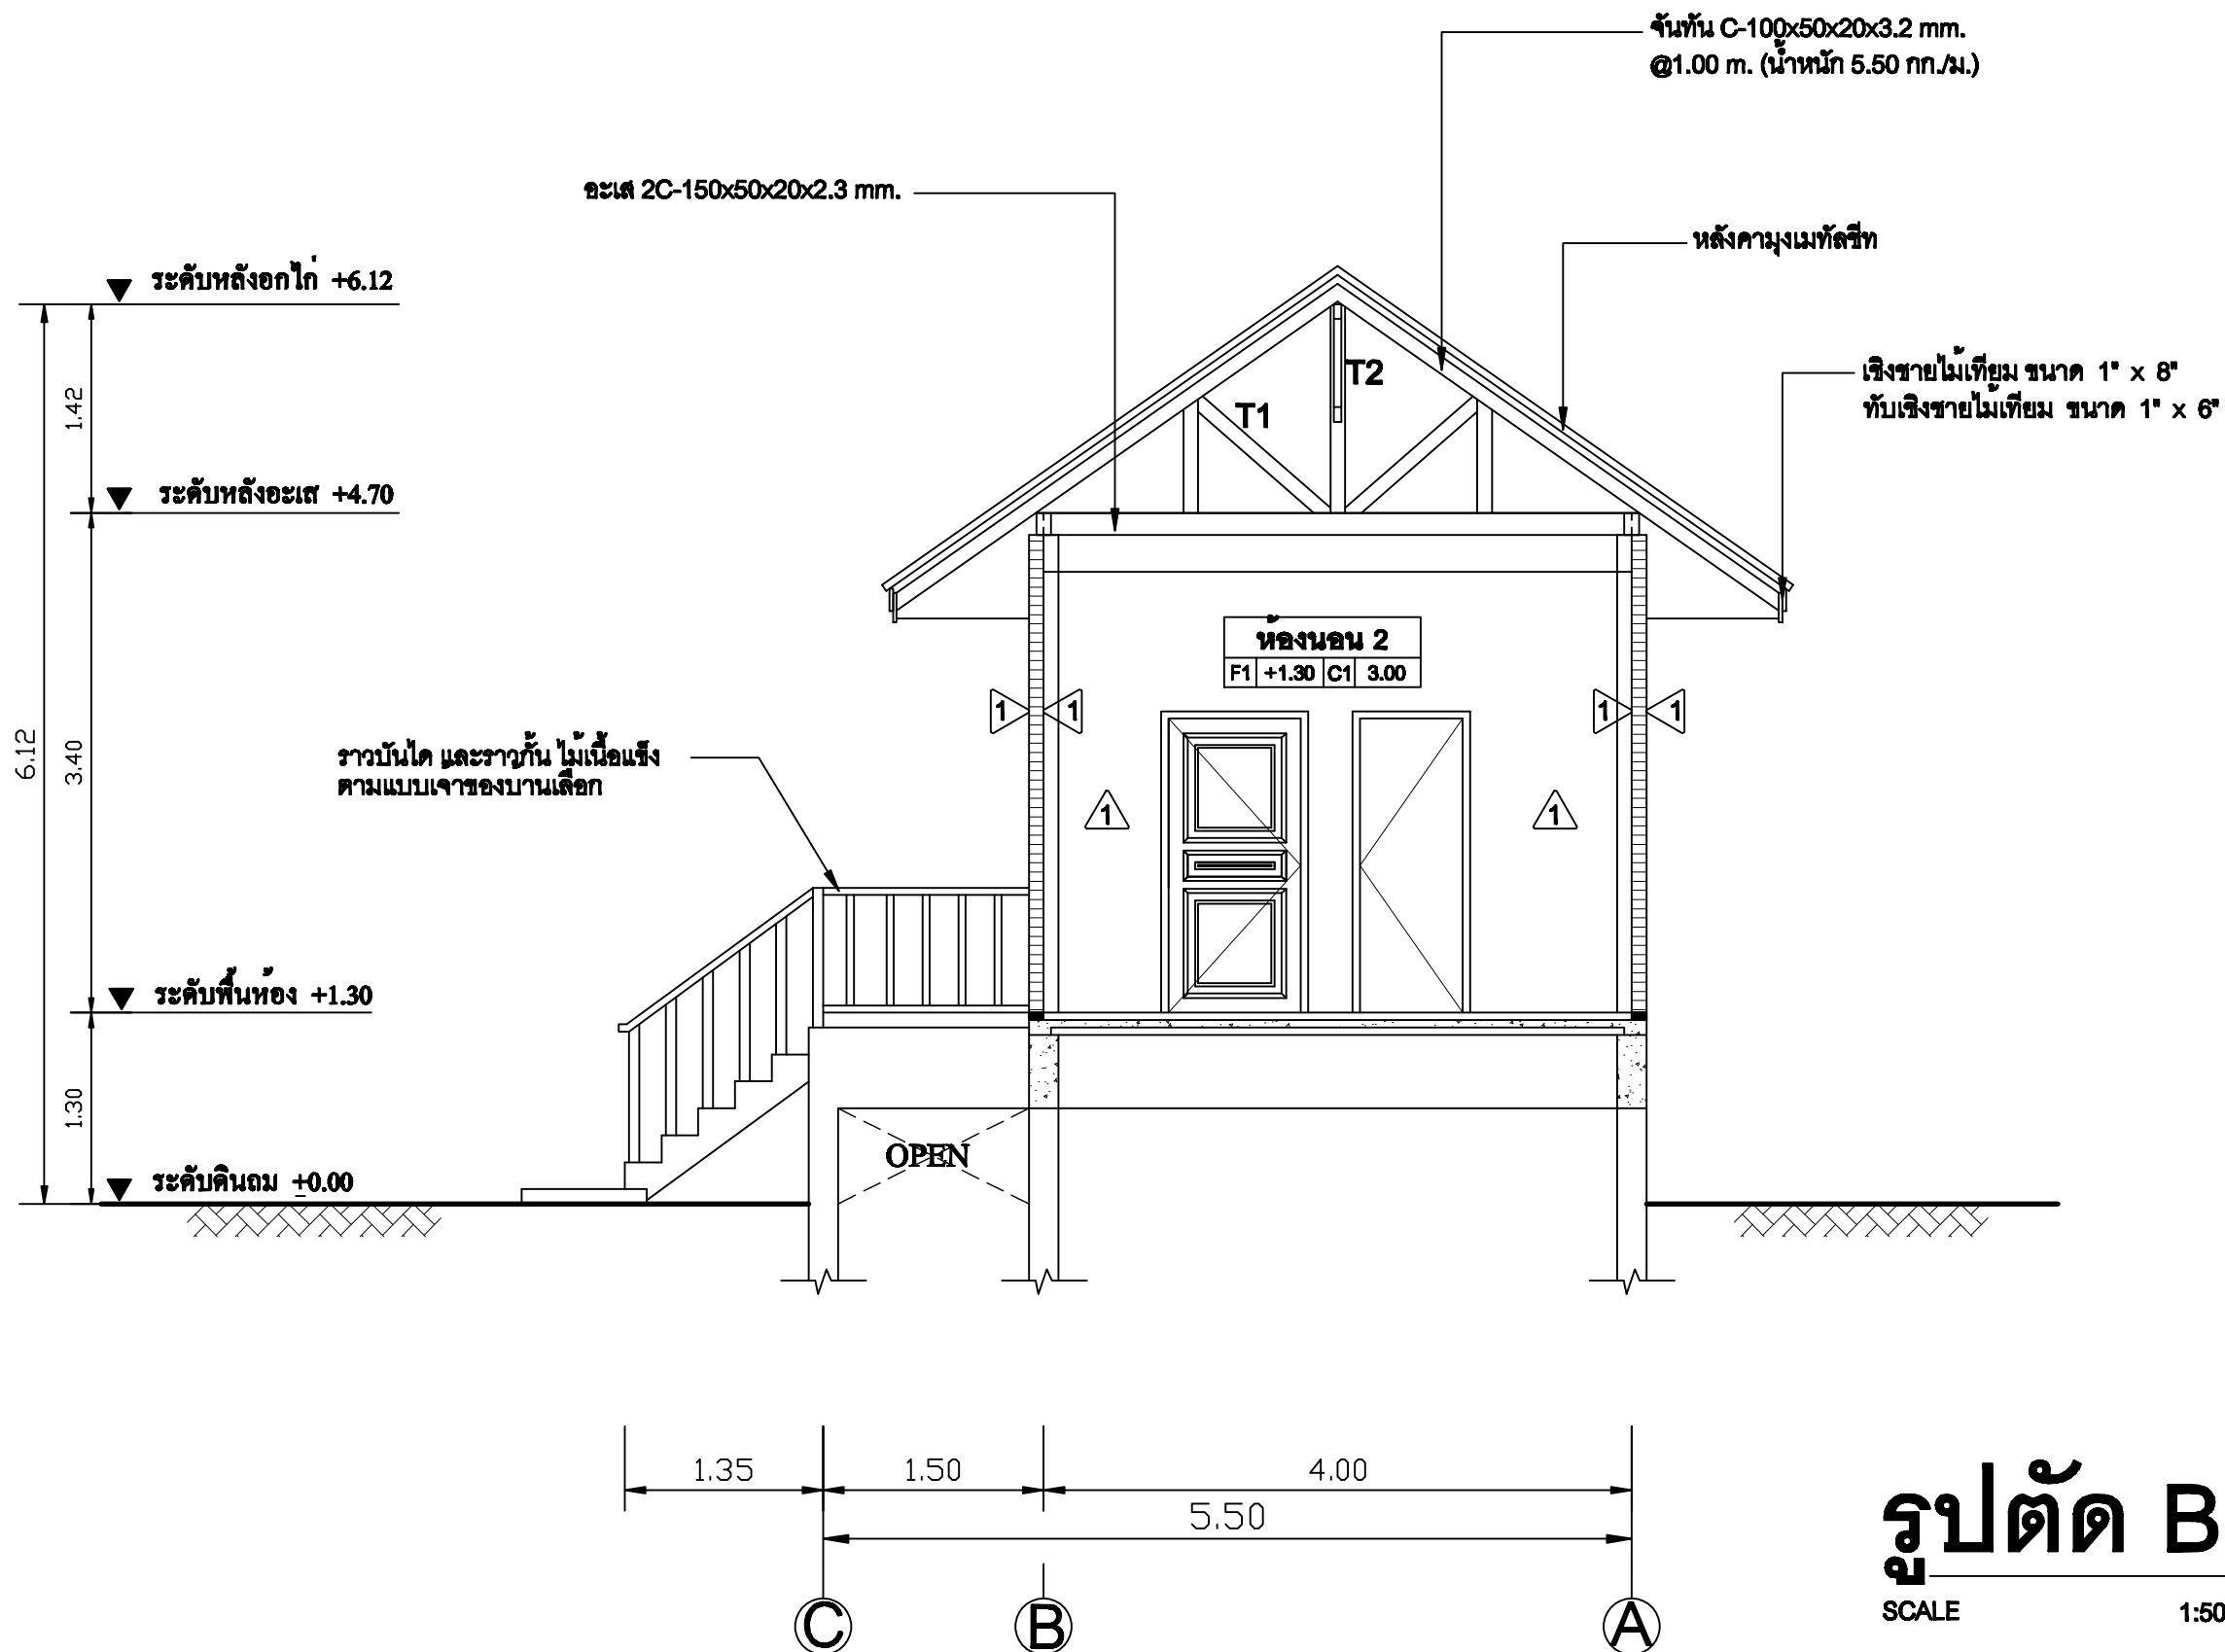 จันทัน C-100x50x20x3.2 mm.
@1.00 m. (น้ำหนัก 5.50 กก./ม.)
อะเส 2C-150x50x20x2.3 mm.
หลังคามุงเมทัลชีท
ระดับหลังอกไก่ +6.12
เชิงชายไม้เทียม ขนาด 1" x 8"
ทับเชิงชายไม้เทียม ขนาด 1" x 6"
T2
T1
1.42
ระดับหลังอะเส +4.70
ห้องนอน 2
F1 +1.30 C1 3.00
1 1 1 1
6.12
3.40
ราวบันได และราวกั้น ไม้เนื้อแข็ง
ตามแบบเจ้าของบ้านเลือก
1 1
ระดับพื้นห้อง +1.30
1.30
OPEN
ระดับดินถม ±0.00
1.35 1.50 4.00
5.50
C B A
รูปตัด B
SCALE 1:50